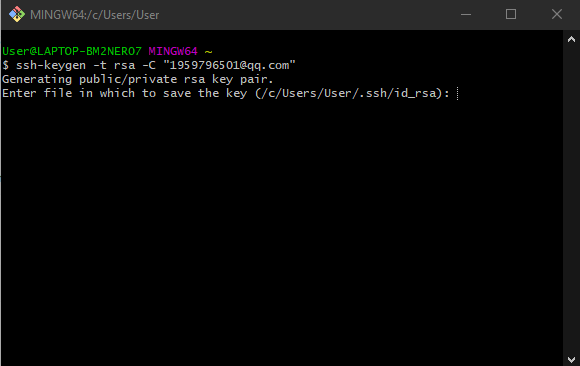 MINGW64:/c/Users/User
User@LAPTOP-BM2NERO7 MINGW64 ~
$ ssh-keygen -t rsa -C "1959796501@qq.com"
Generating public/private rsa key pair.
Enter file in which to save the key (/c/Users/User/.ssh/id_rsa):